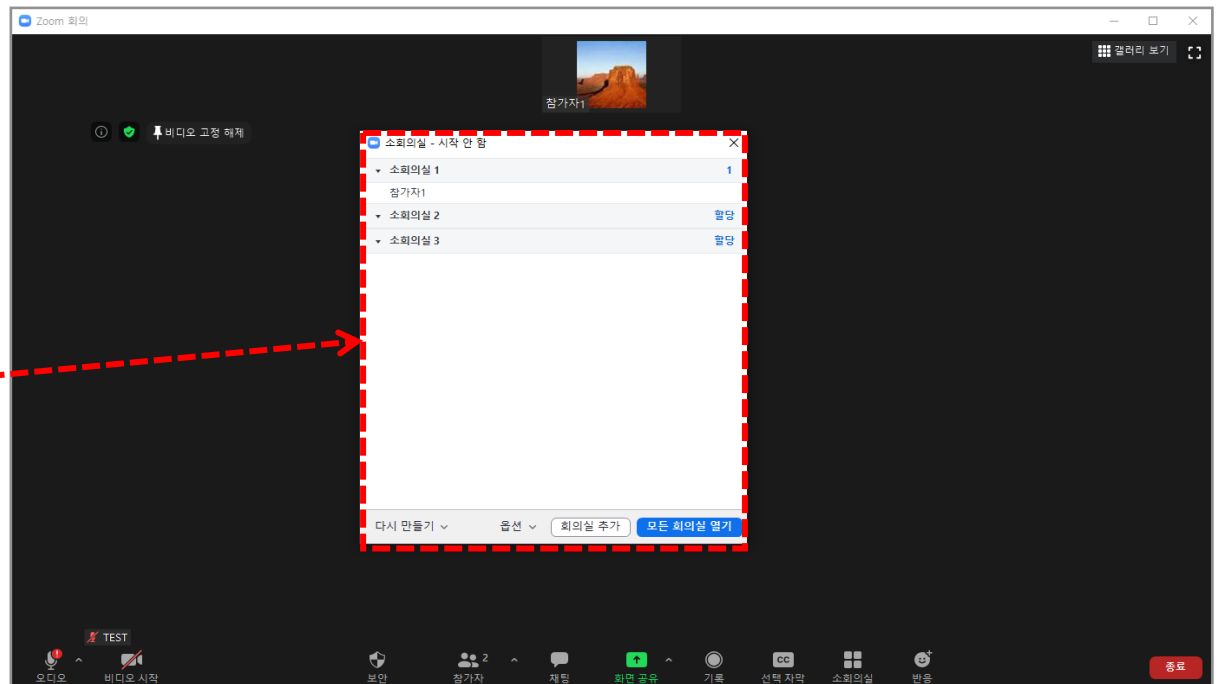 Zoom 회의
갤러리 보기
참가자1
비디오 고정 해제
소회의실 - 시작 안 함
소회의실 1 1
참가자1
소회의실 2 할당
소회의실 3 할당
다시 만들기 옵션 회의실 추가 모든 회의실 열기
TEST
오디오 비디오 시작 보안 참가자 2 채팅 화면 공유 기록 CC 선택 자막 소회의실 반응 종료